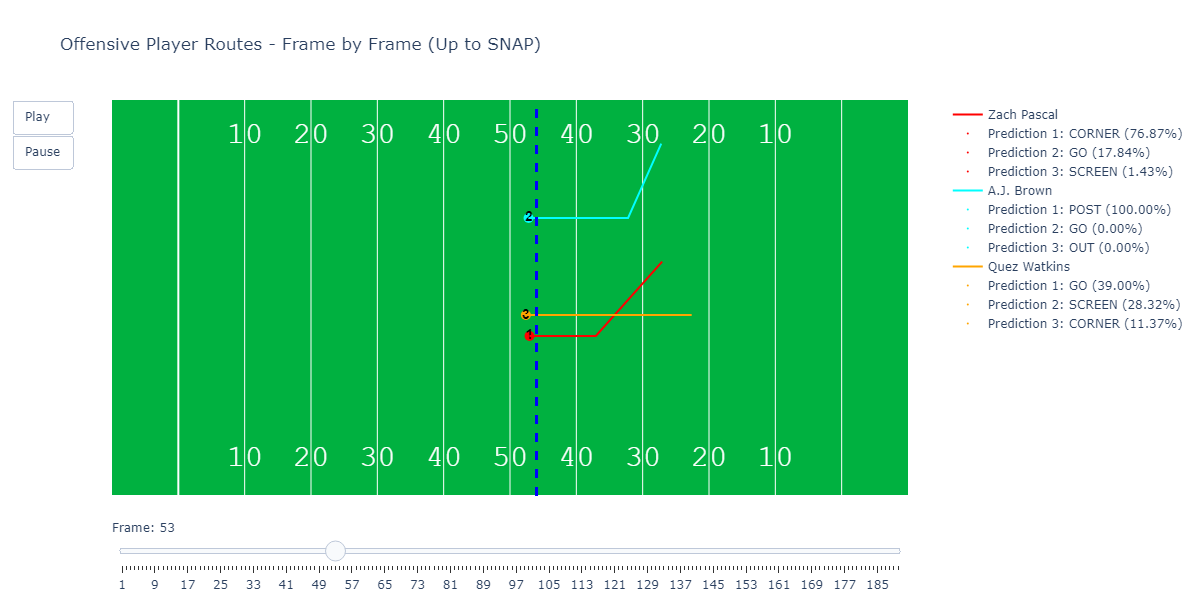 Offensive Player Routes - Frame by Frame (Up to SNAP)
Play
Pause
10 20 30 40 50 40 30 20 10
2
3
1
10 20 30 40 50 40 30 20 10
Zach Pascal
Prediction 1: CORNER (76.87%)
Prediction 2: GO (17.84%)
Prediction 3: SCREEN (1.43%)
A.J. Brown
Prediction 1: POST (100.00%)
Prediction 2: GO (0.00%)
Prediction 3: OUT (0.00%)
Quez Watkins
Prediction 1: GO (39.00%)
Prediction 2: SCREEN (28.32%)
Prediction 3: CORNER (11.37%)
Frame: 53
1 9 17 25 33 41 49 57 65 73 81 89 97 105 113 121 129 137 145 153 161 169 177 185